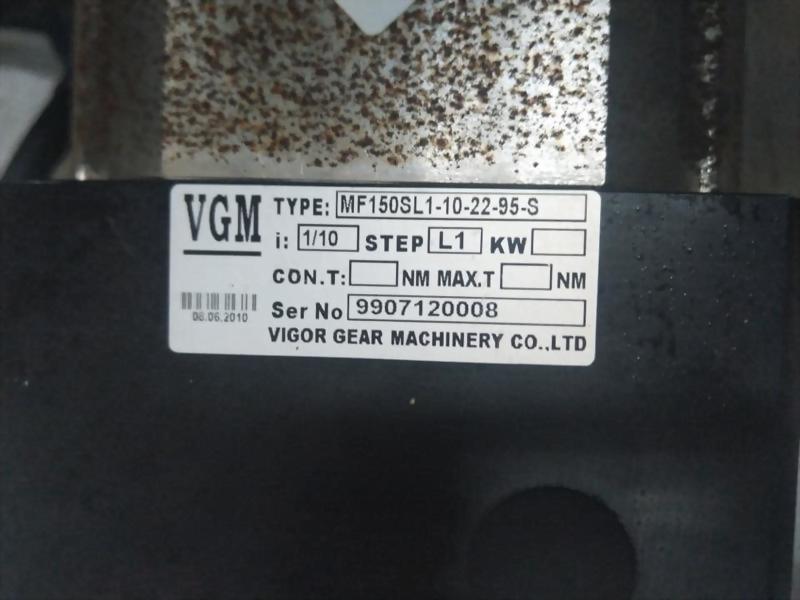 VGM
TYPE: MF150SL1-10-22-95-S
i: 1/10 STEP L1 KW
CON.T: NM MAX.T NM
08.06.2010
Ser No 9907120008
VIGOR GEAR MACHINERY CO.,LTD